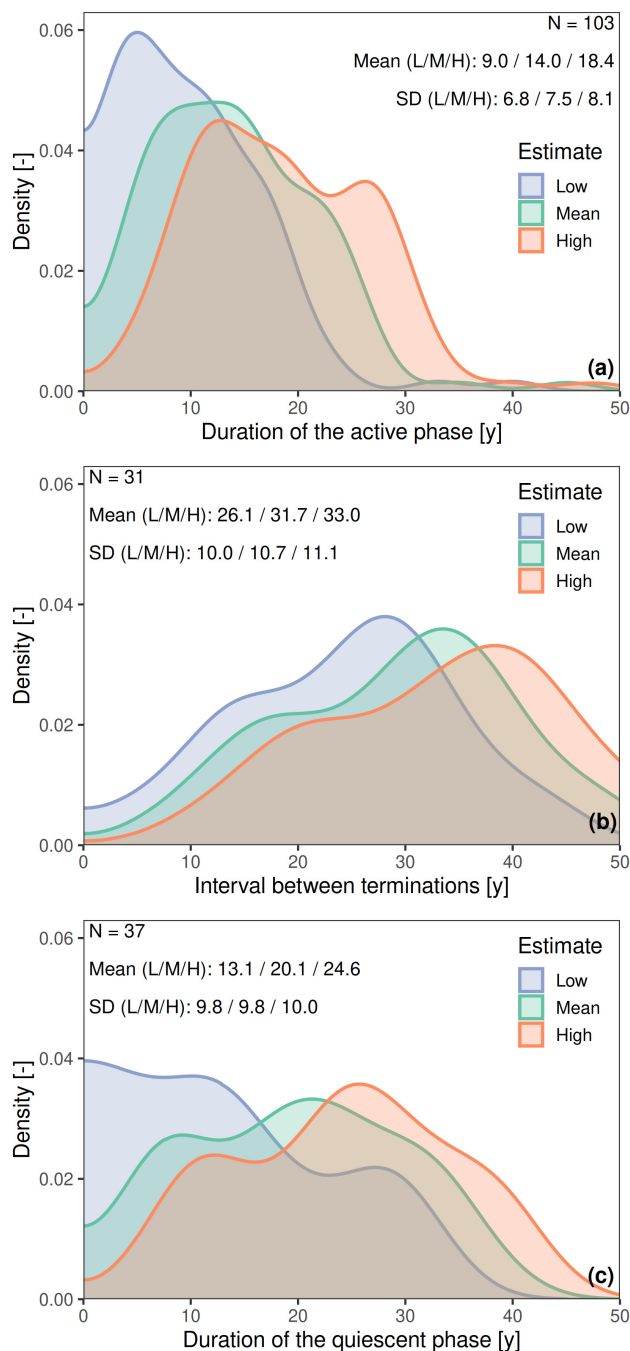 N = 103
Mean (L/M/H): 9.0 / 14.0 / 18.4
SD (L/M/H): 6.8 / 7.5 / 8.1
Estimate
Low
Mean
High
Density [-]
0.06
0.04
0.02
0.00
(a)
0 10 20 30 40 50
Duration of the active phase [y]
N = 31
Mean (L/M/H): 26.1 / 31.7 / 33.0
SD (L/M/H): 10.0 / 10.7 / 11.1
Estimate
Low
Mean
High
Density [-]
0.06
0.04
0.02
0.00
(b)
0 10 20 30 40 50
Interval between terminations [y]
N = 37
Mean (L/M/H): 13.1 / 20.1 / 24.6
SD (L/M/H): 9.8 / 9.8 / 10.0
Estimate
Low
Mean
High
Density [-]
0.06
0.04
0.02
0.00
(c)
0 10 20 30 40 50
Duration of the quiescent phase [y]